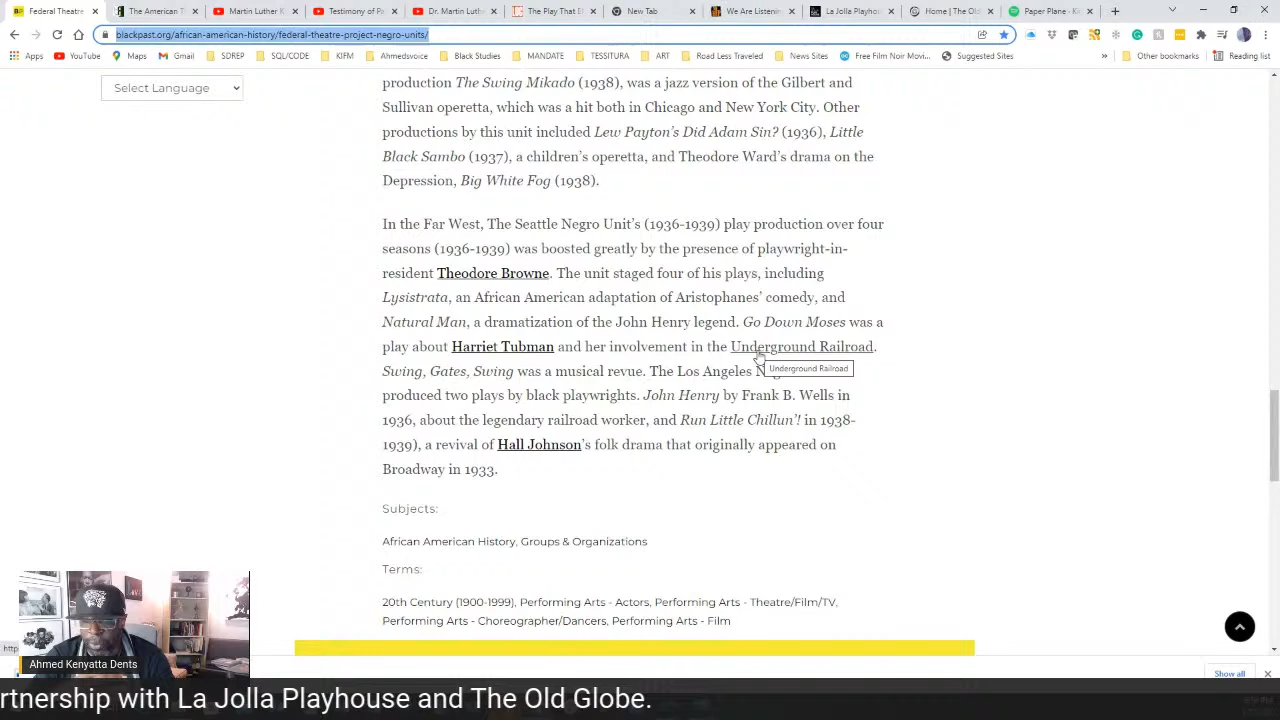 Federal Theatre
The American T
Martin Luther K
Testimony of Pa
Dr. Martin Luth
The Play That El
New Tab
We Are Listening
La Jolla Playhou
Home | The Old
Paper Plane - Ki
blackpast.org/african-american-history/federal-theatre-project-negro-units/
Apps YouTube Maps Gmail SDREP SQL/CODE KIFM Ahmedsvoice Black Studies MANDATE TESSITURA ART Road Less Traveled News Sites Free Film Noir Movi... Suggested Sites » Other bookmarks Reading list
Select Language
production The Swing Mikado (1938), was a jazz version of the Gilbert and
Sullivan operetta, which was a hit both in Chicago and New York City. Other
productions by this unit included Lew Payton’s Did Adam Sin? (1936), Little
Black Sambo (1937), a children’s operetta, and Theodore Ward’s drama on the
Depression, Big White Fog (1938).
In the Far West, The Seattle Negro Unit’s (1936-1939) play production over four
seasons (1936-1939) was boosted greatly by the presence of playwright-in-
resident Theodore Browne. The unit staged four of his plays, including
Lysistrata, an African American adaptation of Aristophanes’ comedy, and
Natural Man, a dramatization of the John Henry legend. Go Down Moses was a
play about Harriet Tubman and her involvement in the Underground Railroad.
Underground Railroad
Swing, Gates, Swing was a musical revue. The Los Angeles
produced two plays by black playwrights. John Henry by Frank B. Wells in
1936, about the legendary railroad worker, and Run Little Chillun’! in 1938-
1939), a revival of Hall Johnson’s folk drama that originally appeared on
Broadway in 1933.
Subjects:
African American History, Groups & Organizations
Terms:
20th Century (1900-1999), Performing Arts - Actors, Performing Arts - Theatre/Film/TV,
Performing Arts - Choreographer/Dancers, Performing Arts - Film
Show all
Ahmed Kenyatta Dents
rtnership with La Jolla Playhouse and The Old Globe.